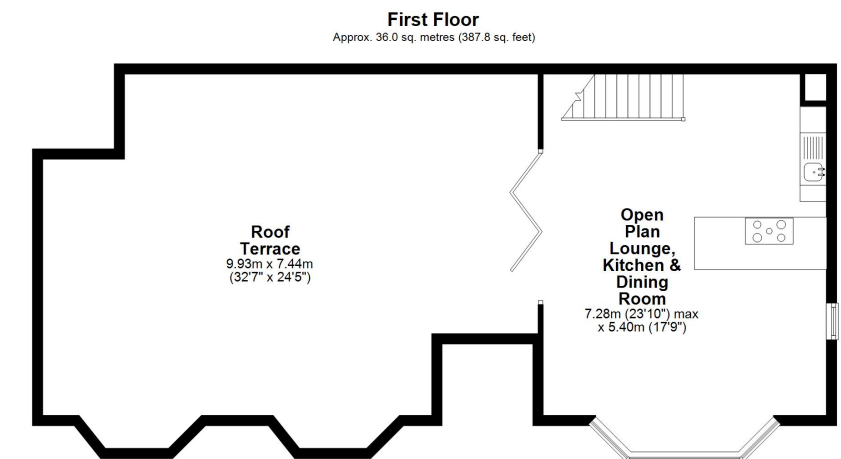 First Floor
Approx. 36.0 sq. metres (387.8 sq. feet)
Roof
Terrace
9.93m x 7.44m
(32'7" x 24'5")
Open
Plan
Lounge,
Kitchen &
Dining
Room
7.28m (23'10") max
x 5.40m (17'9")